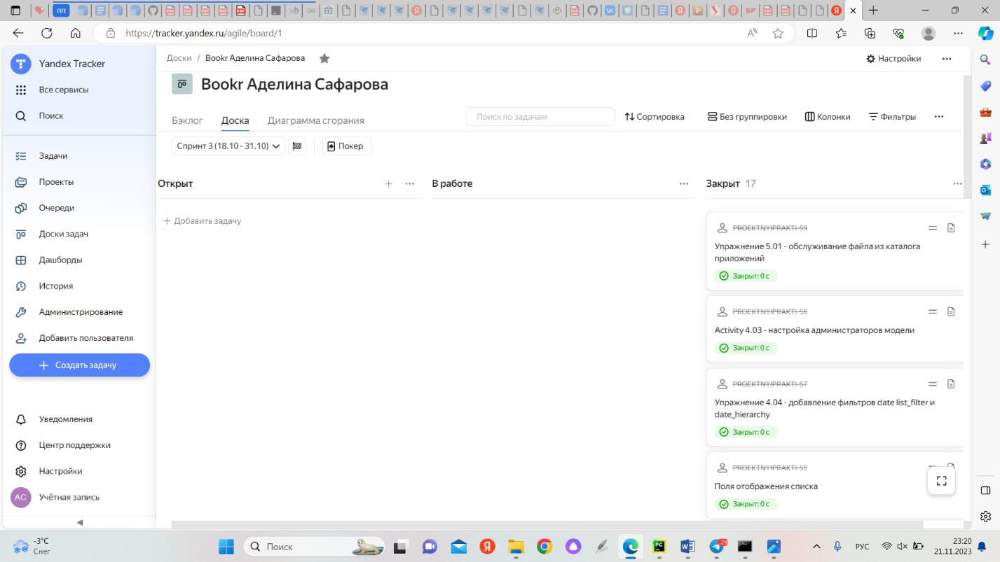 пп
https://tracker.yandex.ru/agile/board/1
Yandex Tracker
Все сервисы
Поиск
Задачи
Проекты
Очереди
Доски задач
Дашборды
История
Администрирование
Добавить пользователя
Создать задачу
Уведомления
Центр поддержки
Настройки
АС
Учётная запись
Доски / Bookr Аделина Сафарова
Настройки
Bookr Аделина Сафарова
Бэклог
Доска
Диаграмма сгорания
Поиск по задачам
Сортировка
Без группировки
Колонки
Фильтры
Спринт 3 (18.10 - 31.10)
Покер
Открыт
В работе
Закрыт 17
Добавить задачу
PROEKTNYIPRAKTI-59
Упражнение 5.01 - обслуживание файла из каталога
приложений
Закрыт: 0 с
PROEKTNYIPRAKTI-58
Activity 4.03 - настройка администраторов модели
Закрыт: 0 с
PROEKTNYIPRAKTI-57
Упражнение 4.04 - добавление фильтров date list_filter и
date_hierarchy
Закрыт: 0 с
PROEKTNYIPRAKTI-55
Поля отображения списка
Закрыт: 0 с
-3°C
Снег
Поиск
29
РУС
23:20
21.11.2023